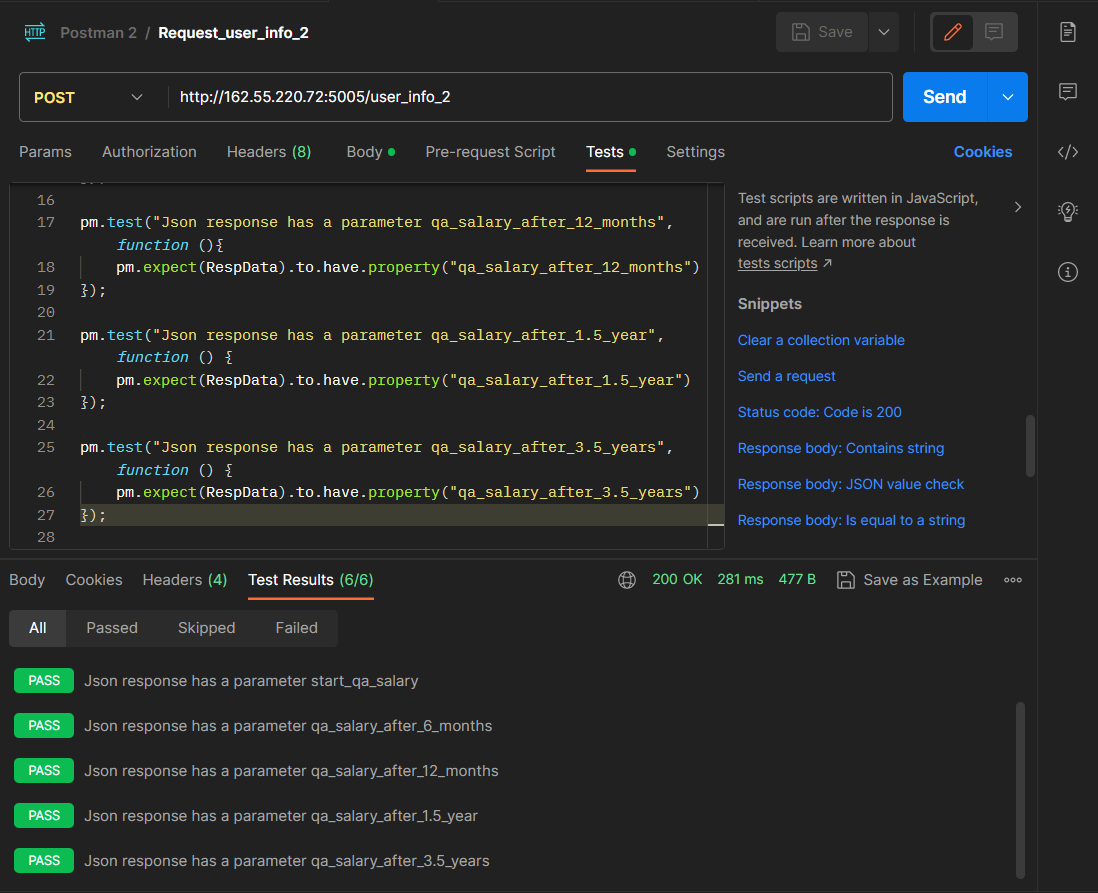 HTTP Postman 2 / Request_user_info_2 Save
POST http://162.55.220.72:5005/user_info_2 Send
Params Authorization Headers (8) Body Pre-request Script Tests Settings Cookies
16
17 pm.test("Json response has a parameter qa_salary_after_12_months",
function (){
18 pm.expect(RespData).to.have.property("qa_salary_after_12_months")
19 });
20
21 pm.test("Json response has a parameter qa_salary_after_1.5_year",
function () {
22 pm.expect(RespData).to.have.property("qa_salary_after_1.5_year")
23 });
24
25 pm.test("Json response has a parameter qa_salary_after_3.5_years",
function () {
26 pm.expect(RespData).to.have.property("qa_salary_after_3.5_years")
27 });
28
Test scripts are written in JavaScript,
and are run after the response is
received. Learn more about
tests scripts ↗
Snippets
Clear a collection variable
Send a request
Status code: Code is 200
Response body: Contains string
Response body: JSON value check
Response body: Is equal to a string
Body Cookies Headers (4) Test Results (6/6) 200 OK 281 ms 477 B Save as Example
All Passed Skipped Failed
PASS Json response has a parameter start_qa_salary
PASS Json response has a parameter qa_salary_after_6_months
PASS Json response has a parameter qa_salary_after_12_months
PASS Json response has a parameter qa_salary_after_1.5_year
PASS Json response has a parameter qa_salary_after_3.5_years